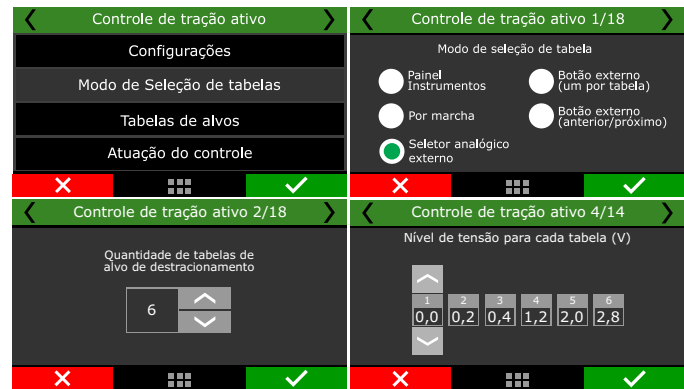 Controle de tração ativo
Configurações
Modo de Seleção de tabelas
Tabelas de alvos
Atuação do controle
Controle de tração ativo 1/18
Modo de seleção de tabela
Painel
Instrumentos
Botão externo
(um por tabela)
Por marcha
Botão externo
(anterior/próximo)
Seletor analógico
externo
Controle de tração ativo 2/18
Quantidade de tabelas de
alvo de destracionamento
6
Controle de tração ativo 4/14
Nível de tensão para cada tabela (V)
1 2 3 4 5 6
0,0 0,2 0,4 1,2 2,0 2,8